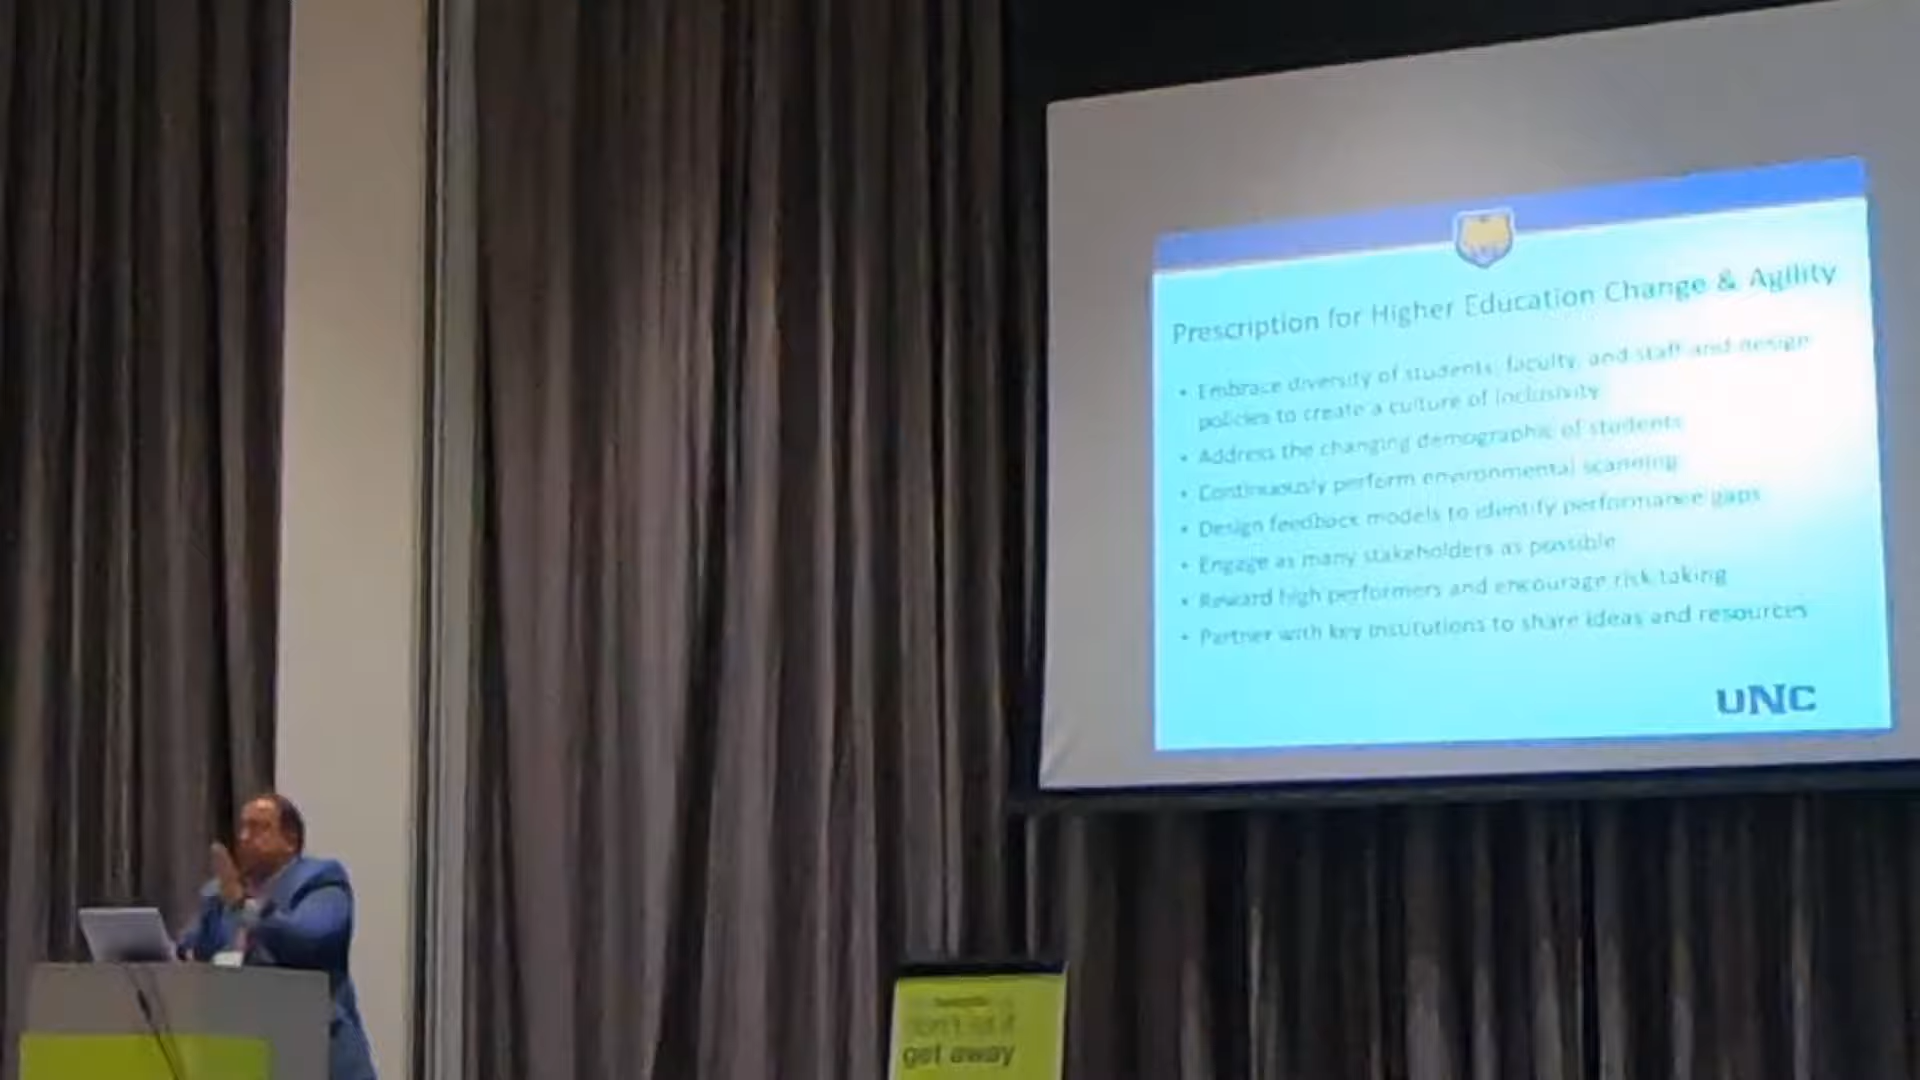 Prescription for Higher Education Change & Agility
• Embrace diversity of students, faculty, and staff and design
policies to create a culture of inclusivity
• Address the changing demographic of students
• Continuously perform environmental scanning
• Design feedback models to identify performance gaps
• Engage as many stakeholders as possible
• Reward high performers and encourage risk taking
• Partner with key institutions to share ideas and resources
UNC
don't let it
get away